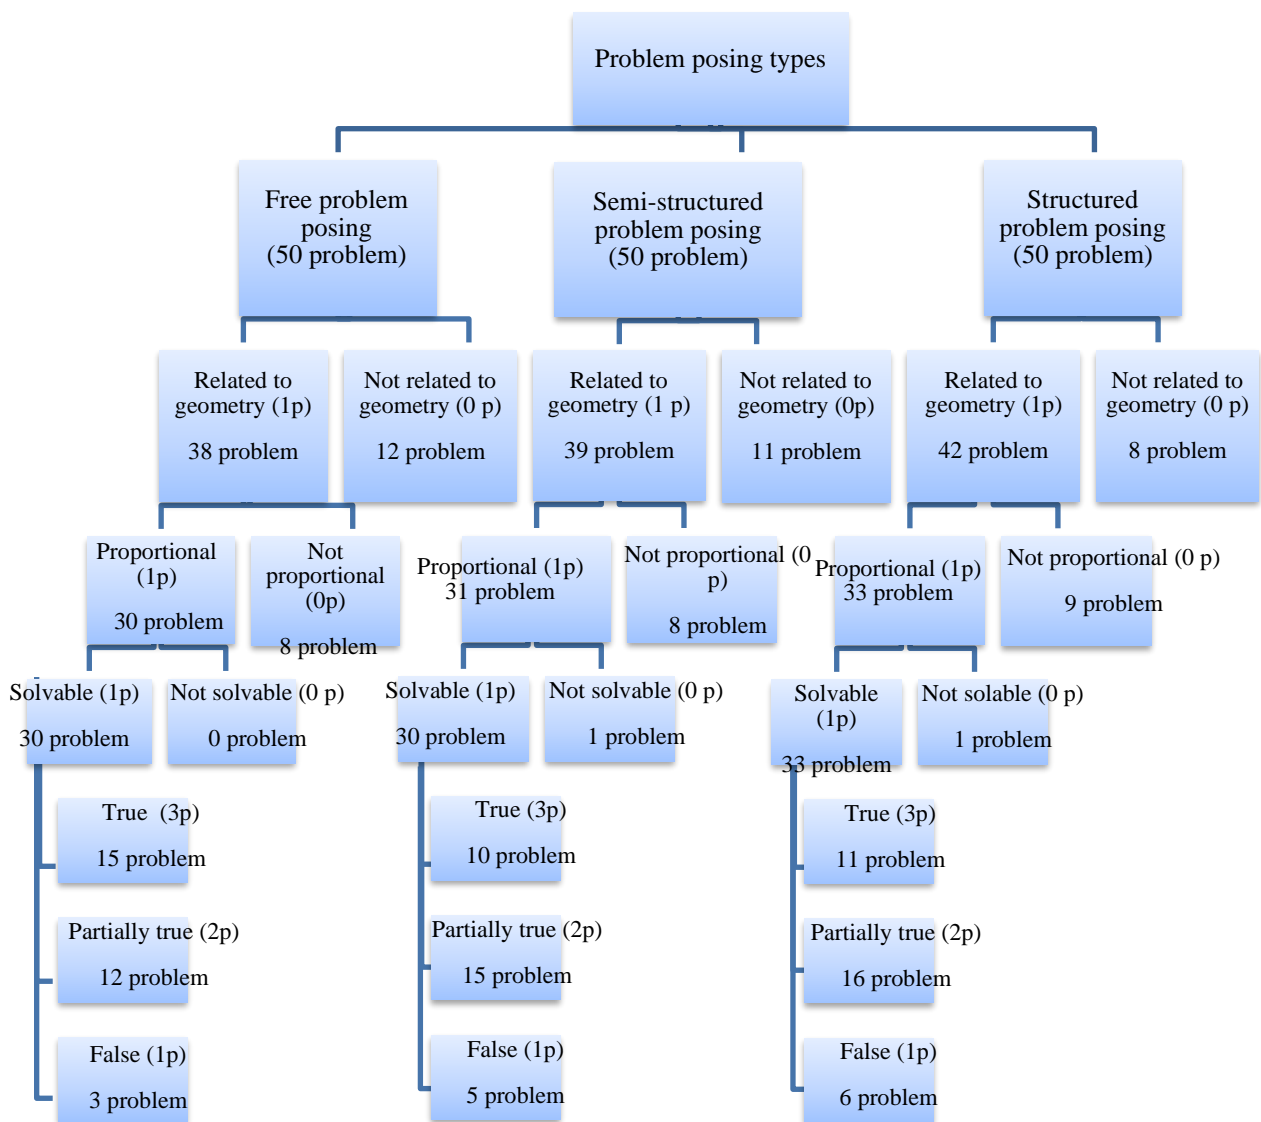 Problem posing types
Free problem
posing
(50 problem)
Semi-structured
problem posing
(50 problem)
Structured
problem posing
(50 problem)
Related to
geometry (1p)
38 problem
Not related to
geometry (0 p)
12 problem
Related to
geometry (1 p)
39 problem
Not related to
geometry (0p)
11 problem
Related to
geometry (1p)
42 problem
Not related to
geometry (0 p)
8 problem
Proportional
(1p)
30 problem
Not
proportional
(0p)
8 problem
Proportional (1p)
31 problem
Not proportional (0
p)
8 problem
Proportional (1p)
33 problem
Not proportional (0 p)
9 problem
Solvable (1p)
30 problem
Not solvable (0 p)
0 problem
Solvable (1p)
30 problem
Not solvable (0 p)
1 problem
Solvable
(1p)
33 problem
Not solable (0 p)
1 problem
True (3p)
15 problem
Partially true (2p)
12 problem
False (1p)
3 problem
True (3p)
10 problem
Partially true (2p)
15 problem
False (1p)
5 problem
True (3p)
11 problem
Partially true (2p)
16 problem
False (1p)
6 problem